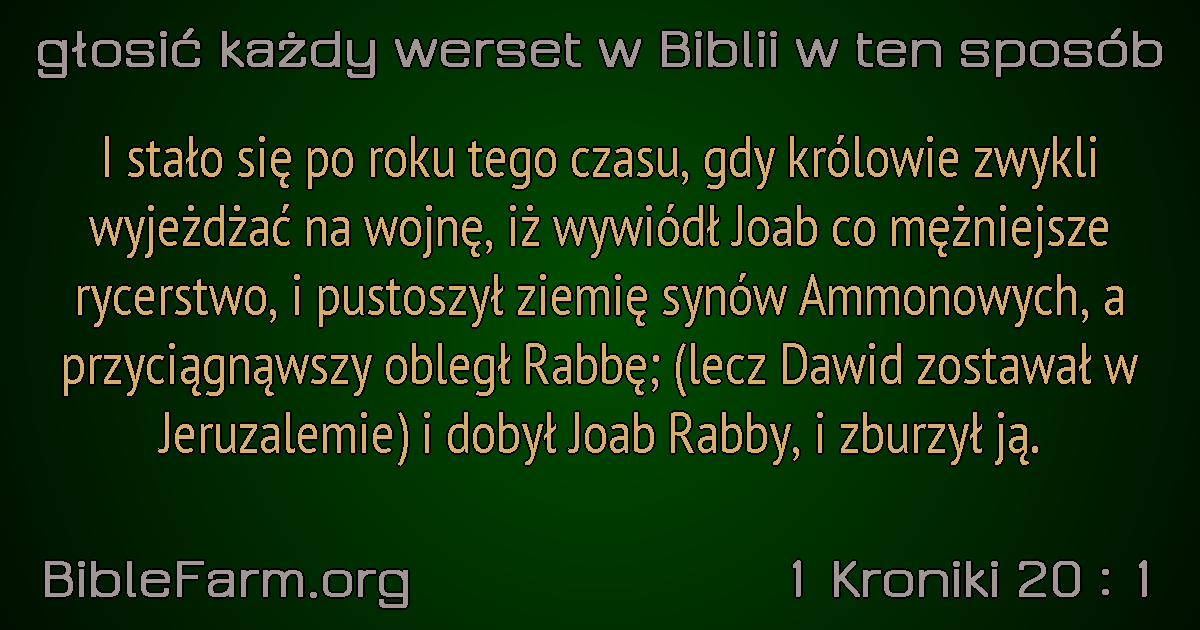 głosić każdy werset w Biblii w ten sposób
I stało się po roku tego czasu, gdy królowie zwykli
wyjeżdżać na wojnę, iż wywiódł Joab co mężniejsze
rycerstwo, i pustoszył ziemię synów Ammonowych, a
przyciągnąwszy obległ Rabbę; (lecz Dawid zostawał w
Jeruzalemie) i dobył Joab Rabby, i zburzył ją.
BibleFarm.org
1 Kroniki 20 : 1